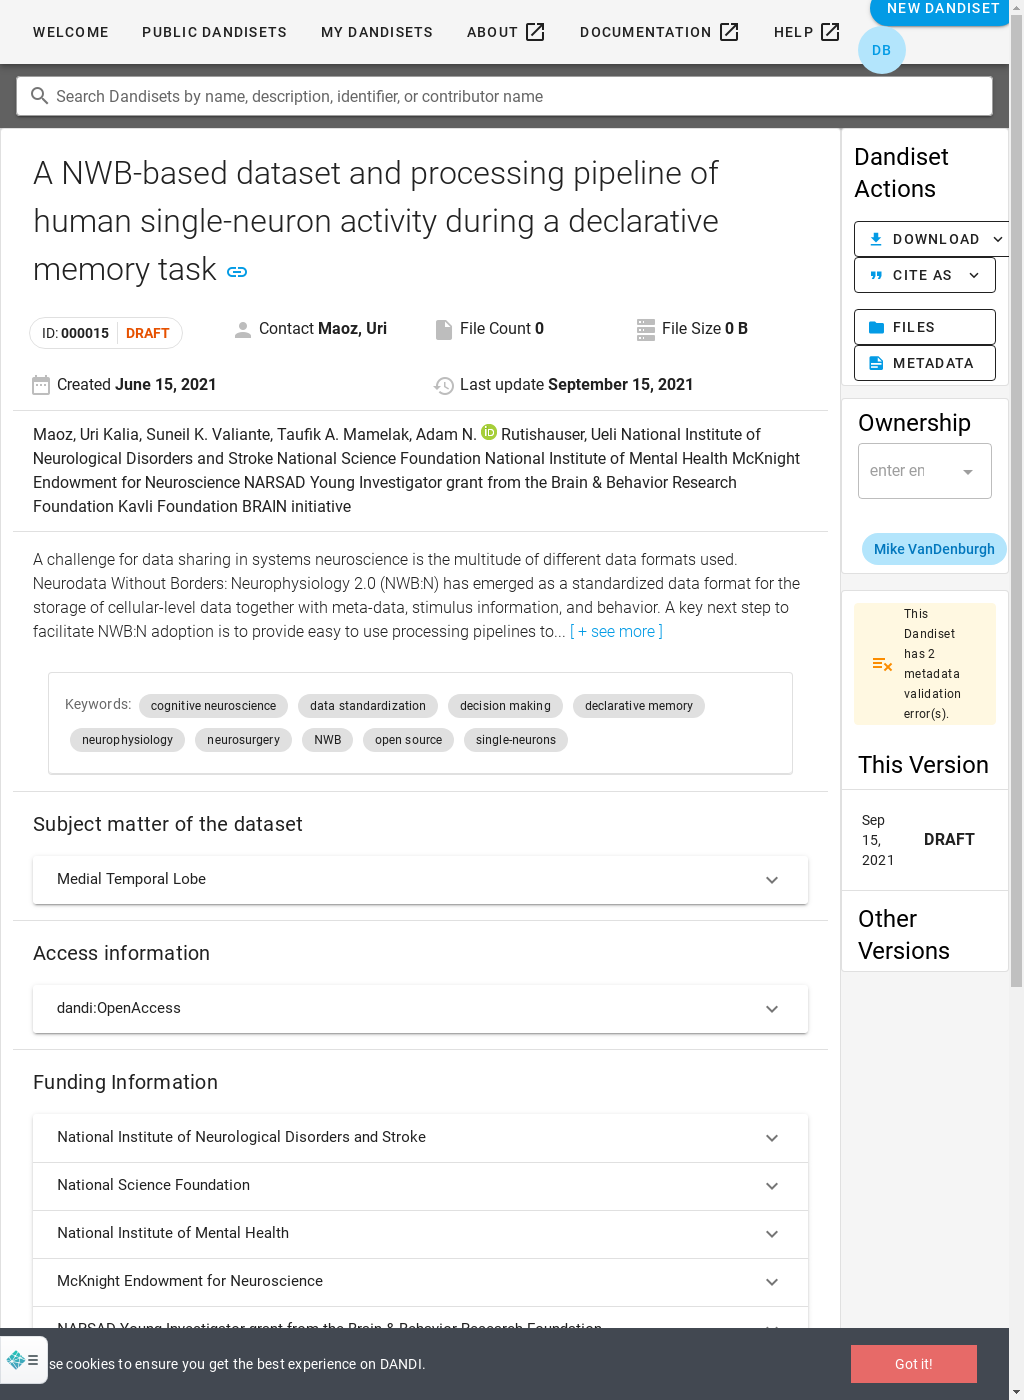 WELCOME PUBLIC DANDISETS MY DANDISETS ABOUT DOCUMENTATION HELP NEW DANDISET
DB
Search Dandisets by name, description, identifier, or contributor name
A NWB-based dataset and processing pipeline of
human single-neuron activity during a declarative
memory task
ID: 000015 DRAFT Contact Maoz, Uri File Count 0 File Size 0 B
Created June 15, 2021 Last update September 15, 2021
Maoz, Uri Kalia, Suneil K. Valiante, Taufik A. Mamelak, Adam N. iD Rutishauser, Ueli National Institute of
Neurological Disorders and Stroke National Science Foundation National Institute of Mental Health McKnight
Endowment for Neuroscience NARSAD Young Investigator grant from the Brain & Behavior Research
Foundation Kavli Foundation BRAIN initiative
A challenge for data sharing in systems neuroscience is the multitude of different data formats used.
Neurodata Without Borders: Neurophysiology 2.0 (NWB:N) has emerged as a standardized data format for the
storage of cellular-level data together with meta-data, stimulus information, and behavior. A key next step to
facilitate NWB:N adoption is to provide easy to use processing pipelines to... [ + see more ]
Keywords: cognitive neuroscience data standardization decision making declarative memory
neurophysiology neurosurgery NWB open source single-neurons
Subject matter of the dataset
Medial Temporal Lobe
Access information
dandi:OpenAccess
Funding Information
National Institute of Neurological Disorders and Stroke
National Science Foundation
National Institute of Mental Health
McKnight Endowment for Neuroscience
NARSAD Young Investigator grant from the Brain & Behavior Research Foundation
Dandiset
Actions
DOWNLOAD
CITE AS
FILES
METADATA
Ownership
enter en
Mike VanDenburgh
This
Dandiset
has 2
metadata
validation
error(s).
This Version
Sep
15,
2021
DRAFT
Other
Versions
se cookies to ensure you get the best experience on DANDI.
Got it!